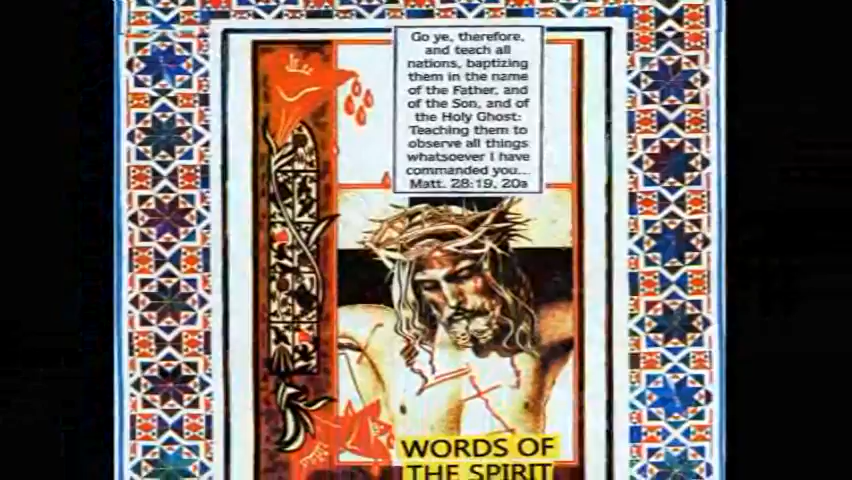 Go ye, therefore,
and teach all
nations, baptizing
them in the name
of the Father, and
of the Son, and of
the Holy Ghost:
Teaching them to
observe all things
whatsoever I have
commanded you...
Matt. 28:19, 20a
WORDS OF
THE SPIRIT